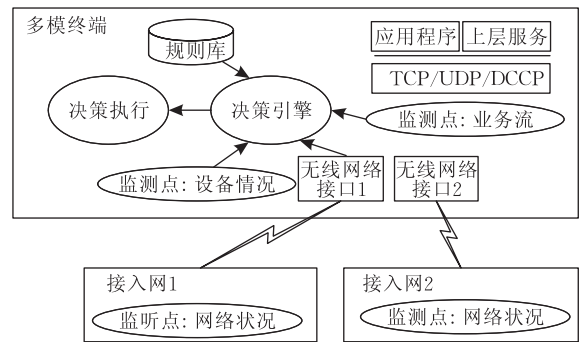 多模终端
规则库
应用程序
上层服务
TCP/UDP/DCCP
决策执行
决策引擎
监测点: 业务流
监测点: 设备情况
无线网络
接口1
无线网络
接口2
接入网1
监听点: 网络状况
接入网2
监测点: 网络状况